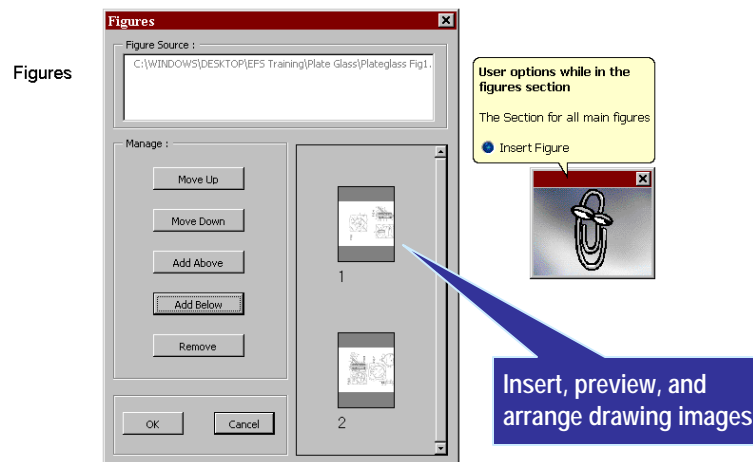 Figures
Figures
Figure Source :
C:\WINDOWS\DESKTOP\EFS Training\Plate Glass\Plateglass Fig1.
Manage :
Move Up
Move Down
Add Above
Add Below
Remove
OK
Cancel
1
2
User options while in the
figures section
The Section for all main figures
Insert Figure
Insert, preview, and
arrange drawing images